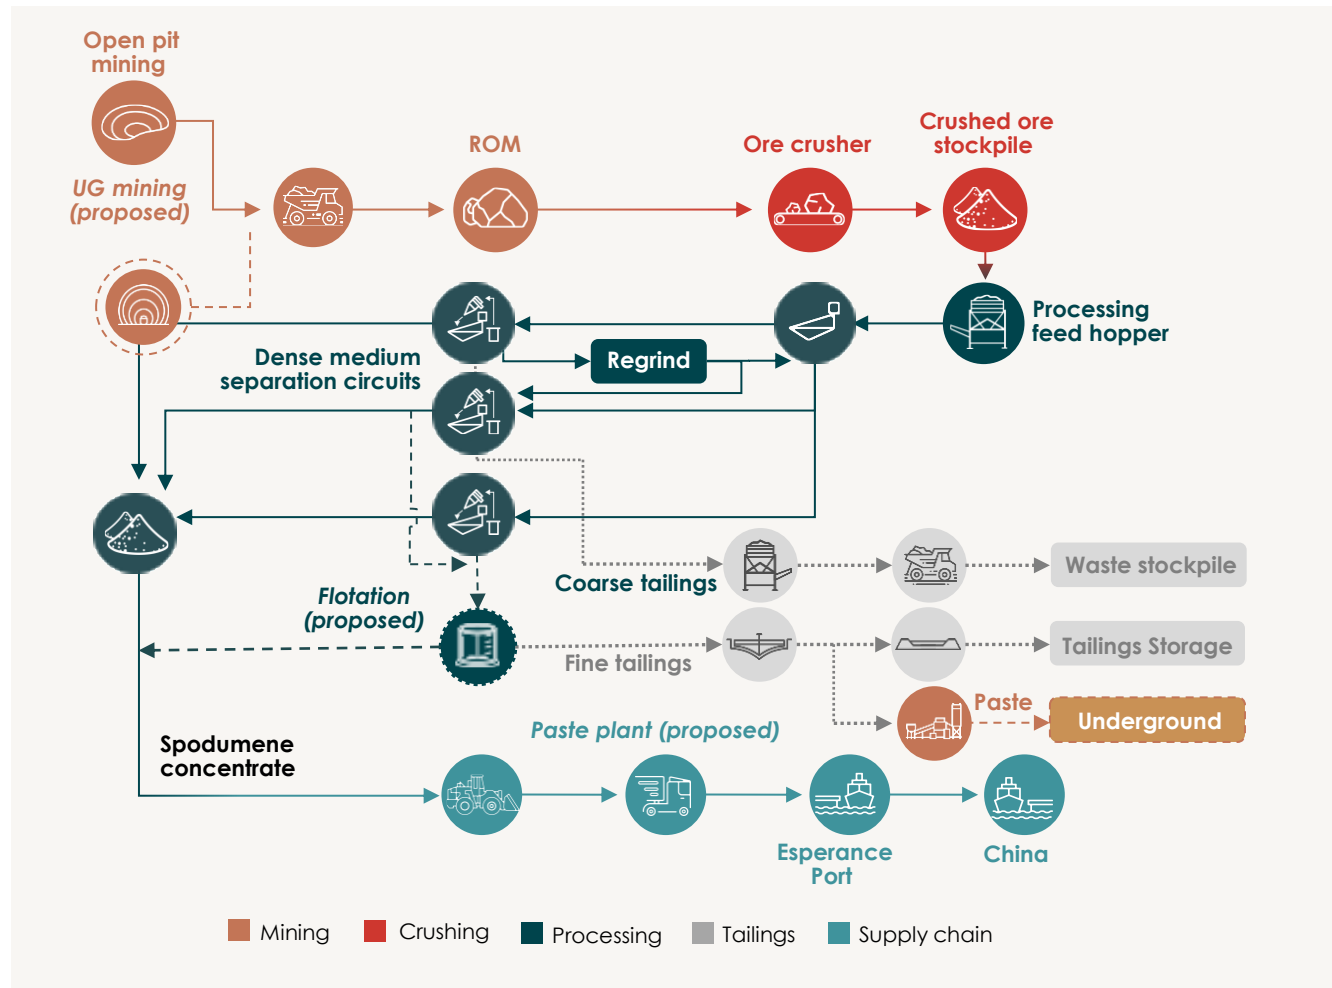 Open pit
mining
UG mining
(proposed)
ROM
Ore crusher
Crushed ore
stockpile
Processing
feed hopper
Dense medium
separation circuits
Regrind
Flotation
(proposed)
Coarse tailings
Waste stockpile
Fine tailings
Tailings Storage
Paste
Underground
Paste plant (proposed)
Spodumene
concentrate
Esperance
Port
China
Mining
Crushing
Processing
Tailings
Supply chain